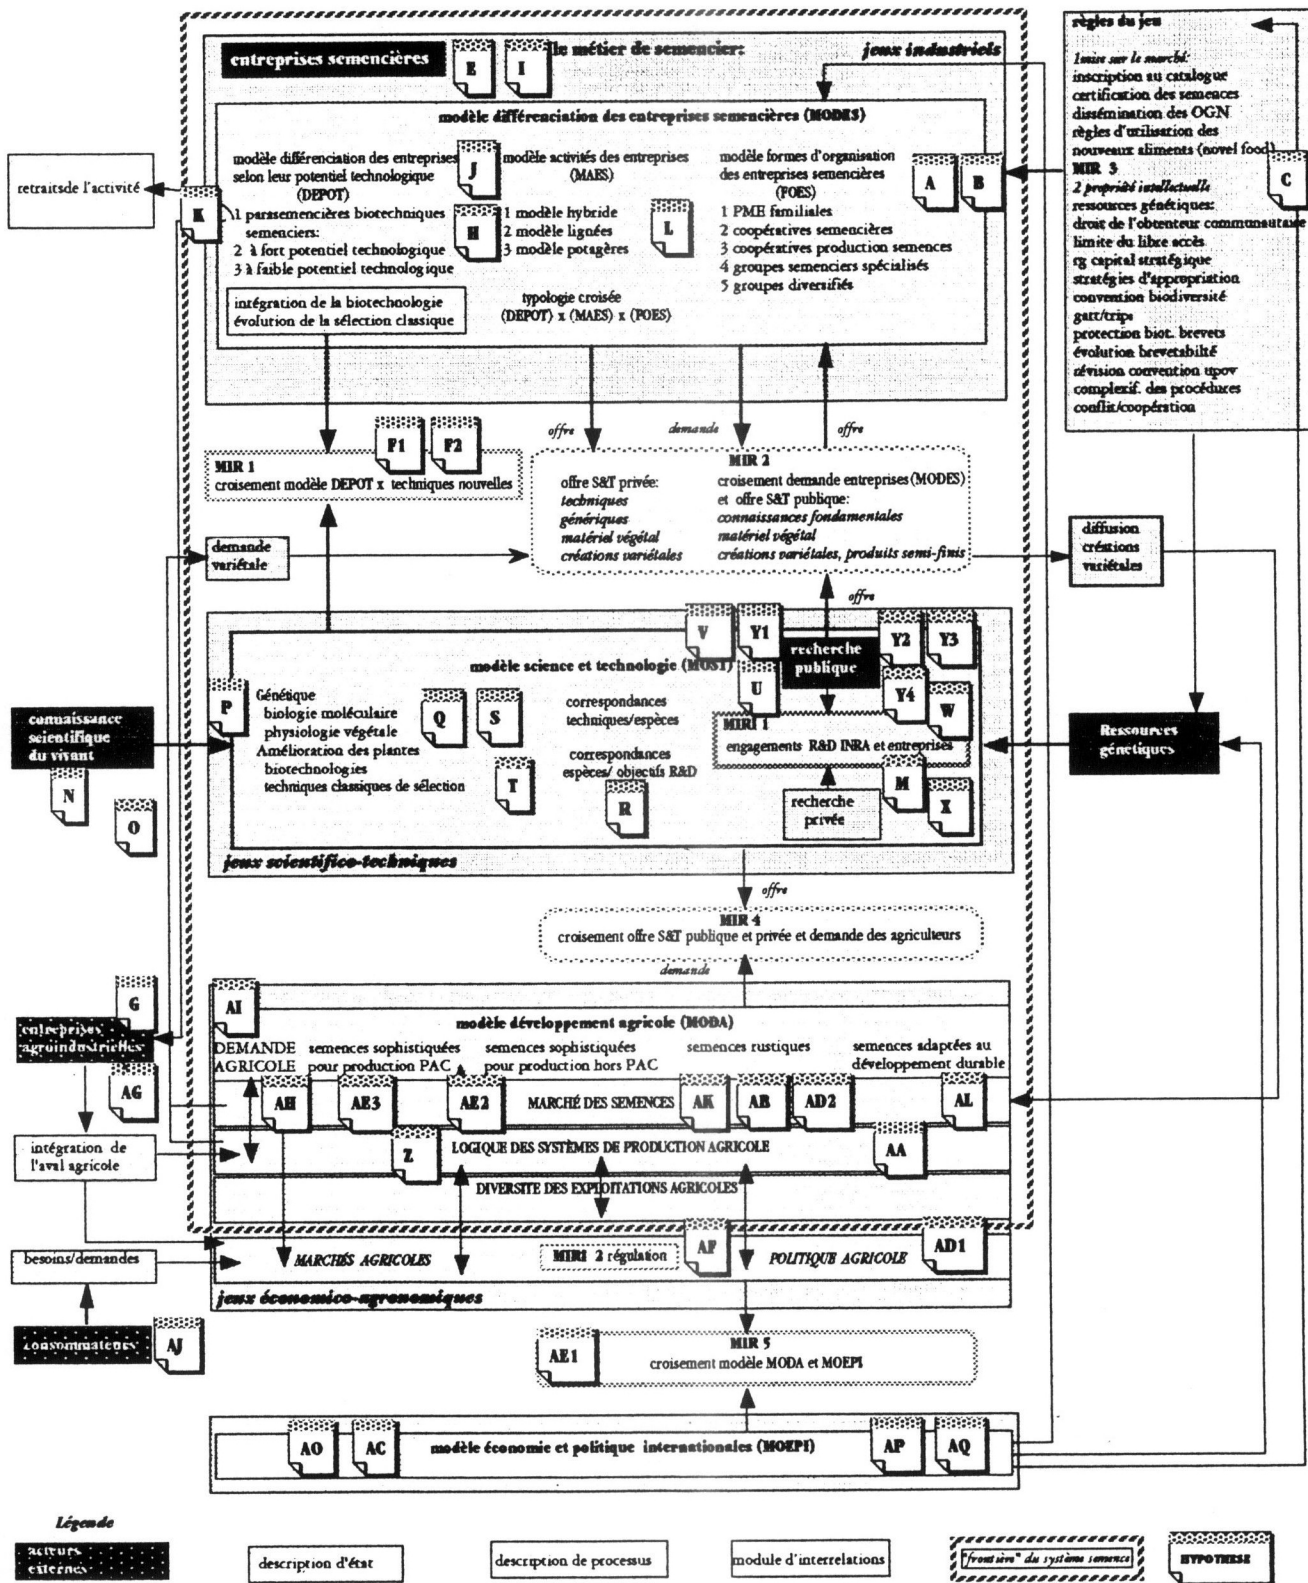 entreprises semencières
E
I
le métier de semencier:
jeux industriels
modèle différenciation des entreprises semencières (MODES)
modèle différenciation des entreprises
selon leur potentiel technologique
(DEPOT)
1 parasemencières biotechniques
semenciers:
2 à fort potentiel technologique
3 à faible potentiel technologique
intégration de la biotechnologie
évolution de la sélection classique
J
H
modèle activités des entreprises
(MAES)
1 modèle hybride
2 modèle lignées
3 modèle potagères
L
typologie croisée
(DEPOT) x (MAES) x (FOES)
modèle formes d'organisation
des entreprises semencières
(FOES)
1 PME familiales
2 coopératives semencières
3 coopératives production semences
4 groupes semenciers spécialisés
5 groupes diversifiés
A
B
règles du jeu
1mise sur le marché:
inscription au catalogue
certification des semences
dissémination des OGN
règles d'utilisation des
nouveaux aliments (novel food)
MIR 3
2 propriété intellectuelle
ressources génétiques:
droit de l'obtenteur communautaire
limite du libre accès
rg capital stratégique
stratégies d'appropriation
convention biodiversité
gatt/trips
protection biot. brevets
évolution brevetabilté
révision convention upov
complexif. des procédures
conflit/coopération
C
retraitsde l'activité
K
F1
F2
MIR 1
croisement modèle DEPOT x techniques nouvelles
offre
demande
offre
offre S&T privée:
techniques
génériques
matériel végétal
créations variétales
MIR 2
croisement demande entreprises (MODES)
et offre S&T publique:
connaissances fondamentales
matériel végétal
créations variétales, produits semi-finis
demande
variétale
diffusion
créations
variétales
offre
V
Y1
U
recherche
publique
Y2
Y3
Y4
W
modèle science et technologie (MOST)
P
Génétique
biologie moléculaire
physiologie végétale
Amélioration des plantes
biotechnologies
techniques classiques de sélection
Q
S
T
correspondances
techniques/espèces
correspondances
espèces/ objectifs R&D
R
MIRI 1
engagements R&D INRA et entreprises
M
X
recherche
privée
jeux scientifico-techniques
connaissance
scientifique
du vivant
N
O
Ressources
génétiques
offre
MIR 4
croisement offre S&T publique et privée et demande des agriculteurs
demande
G
entreprises
agroindustrielles
AG
AI
modèle développement agricole (MODA)
DEMANDE
AGRICOLE
semences sophistiquées
pour production PAC
semences sophistiquées
pour production hors PAC
semences rustiques
semences adaptées au
développement durable
AH
AE3
AE2
MARCHÉ DES SEMENCES
AK
AB
AD2
AL
intégration de
l'aval agricole
Z
LOGIQUE DES SYSTÈMES DE PRODUCTION AGRICOLE
AA
DIVERSITE DES EXPLOITATIONS AGRICOLES
besoins/demandes
MARCHÉS AGRICOLES
MIRI 2 régulation
AF
POLITIQUE AGRICOLE
AD1
jeux économico-agronomiques
consommateurs
AJ
AE1
MIR 5
croisement modèle MODA et MOEPI
AO
AC
modèle économie et politique internationales (MOEPI)
AP
AQ
Légende
acteurs
externes
description d'état
description de processus
module d'interrelations
"frontière" du système semence
HYPOTHESE